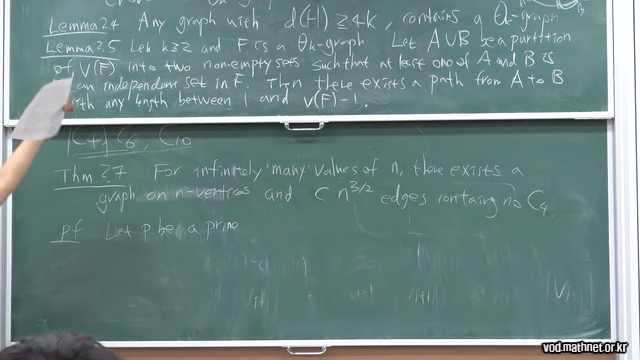 Lemma 2.4 Any graph with d(H) ≥ 4k, contains a Θk-graph
Lemma 2.5 Let k≥2 and F is a Θk-graph Let A∪B be a partition
of V(F) into two non-empty sets such that at least one of A and B is
an independent set in F. Then there exists a path from A to B
with any length between 1 and v(F)-1.
C4, C6, C10
Thm 2.7 For infinitely many values of n, there exists a
graph on n-vertices and c n^{3/2} edges containing no C4.
pf Let p be a prime
vod.mathnet.or.kr